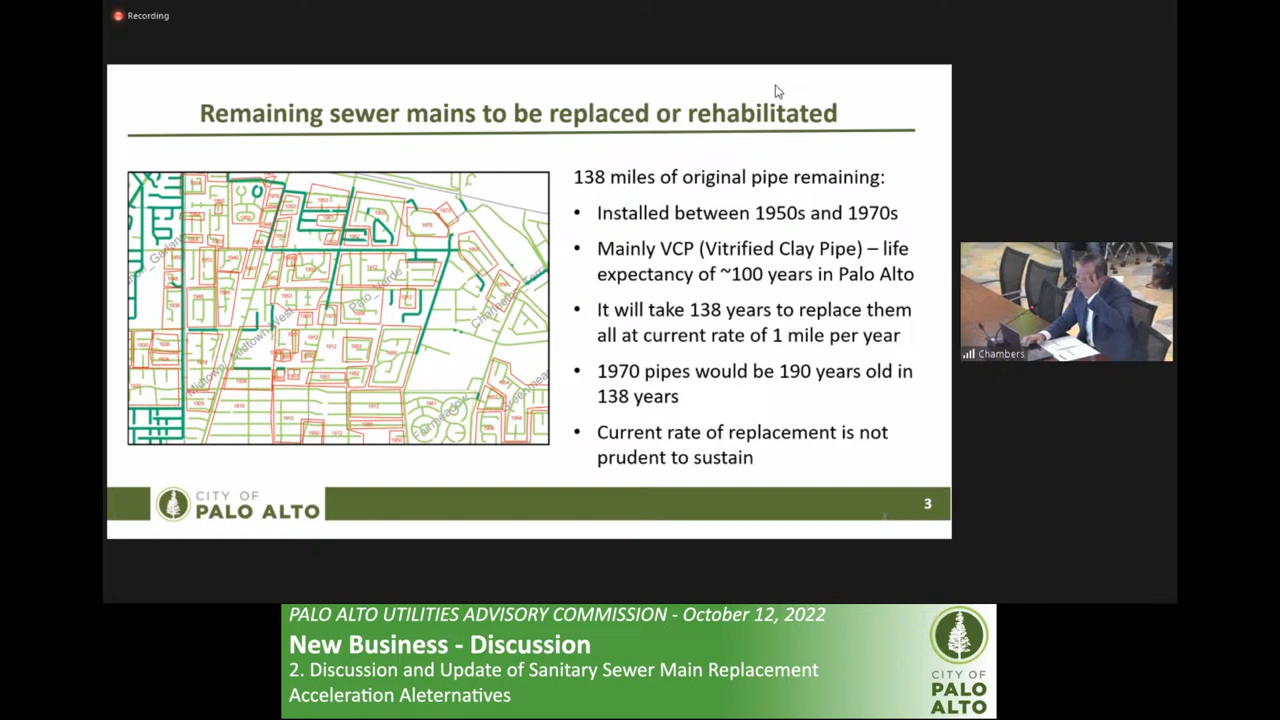 Recording
Remaining sewer mains to be replaced or rehabilitated
138 miles of original pipe remaining:
• Installed between 1950s and 1970s
• Mainly VCP (Vitrified Clay Pipe) – life
expectancy of ~100 years in Palo Alto
• It will take 138 years to replace them
all at current rate of 1 mile per year
• 1970 pipes would be 190 years old in
138 years
• Current rate of replacement is not
prudent to sustain
Palo_Verde
CITY OF
PALO ALTO
3
Chambers
PALO ALTO UTILITIES ADVISORY COMMISSION - October 12, 2022
New Business - Discussion
2. Discussion and Update of Sanitary Sewer Main Replacement
Acceleration Aleternatives
CITY OF
PALO
ALTO